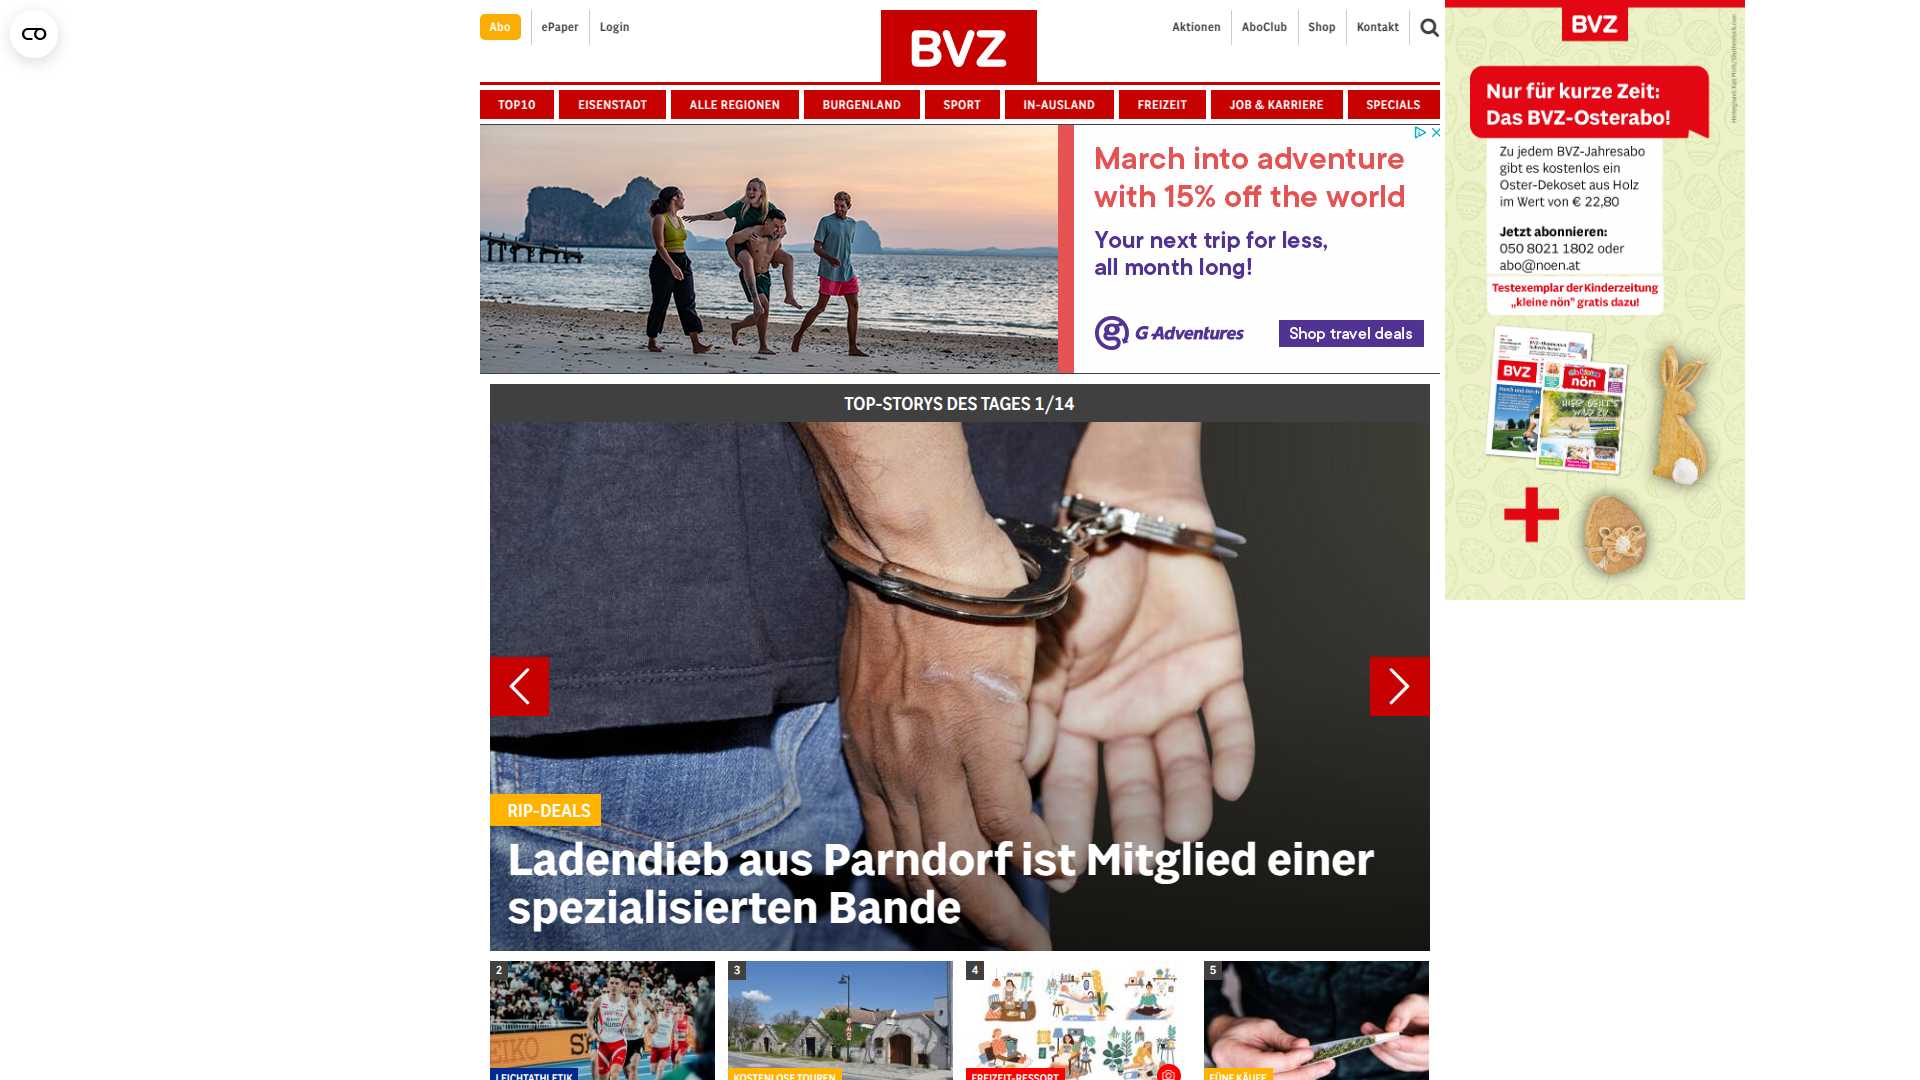 Abo
ePaper
Login
BVZ
Aktionen
AboClub
Shop
Kontakt
TOP10
EISENSTADT
ALLE REGIONEN
BURGENLAND
SPORT
IN-AUSLAND
FREIZEIT
JOB & KARRIERE
SPECIALS
March into adventure
with 15% off the world
Your next trip for less,
all month long!
G Adventures
Shop travel deals
BVZ
Nur für kurze Zeit:
Das BVZ-Osterabo!
Zu jedem BVZ-Jahresabo
gibt es kostenlos ein
Oster-Dekoset aus Holz
im Wert von € 22,80
Jetzt abonnieren:
050 8021 1802 oder
abo@noen.at
Testexemplar der Kinderzeitung
„kleine nön" gratis dazu!
BVZ
nön
TOP-STORYS DES TAGES 1/14
RIP-DEALS
Ladendieb aus Parndorf ist Mitglied einer
spezialisierten Bande
2
3
4
5
LEICHTATHLETIK
KOSTENLOSE TOUREN
FREIZEIT-RESSORT
FÜNF KÄUFE